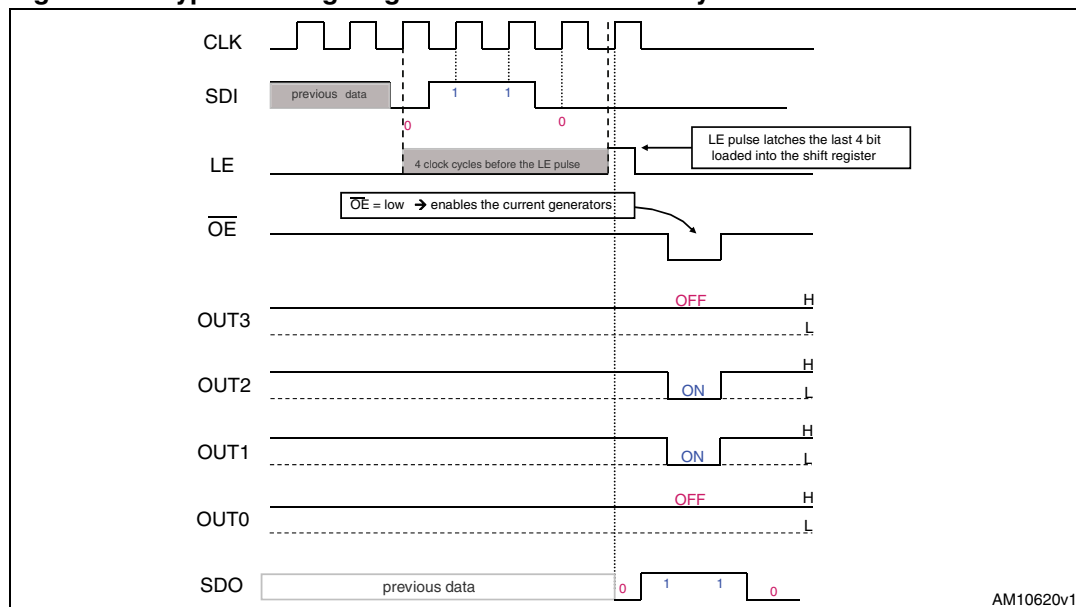 CLK
SDI
previous data
1 1
0 0
LE
4 clock cycles before the LE pulse
LE pulse latches the last 4 bit
loaded into the shift register
OE = low → enables the current generators
OE
OFF
H
OUT3
L
H
OUT2
ON
L
H
OUT1
ON
L
OFF
H
OUT0
L
SDO
previous data
0 1 1 0
AM10620v1